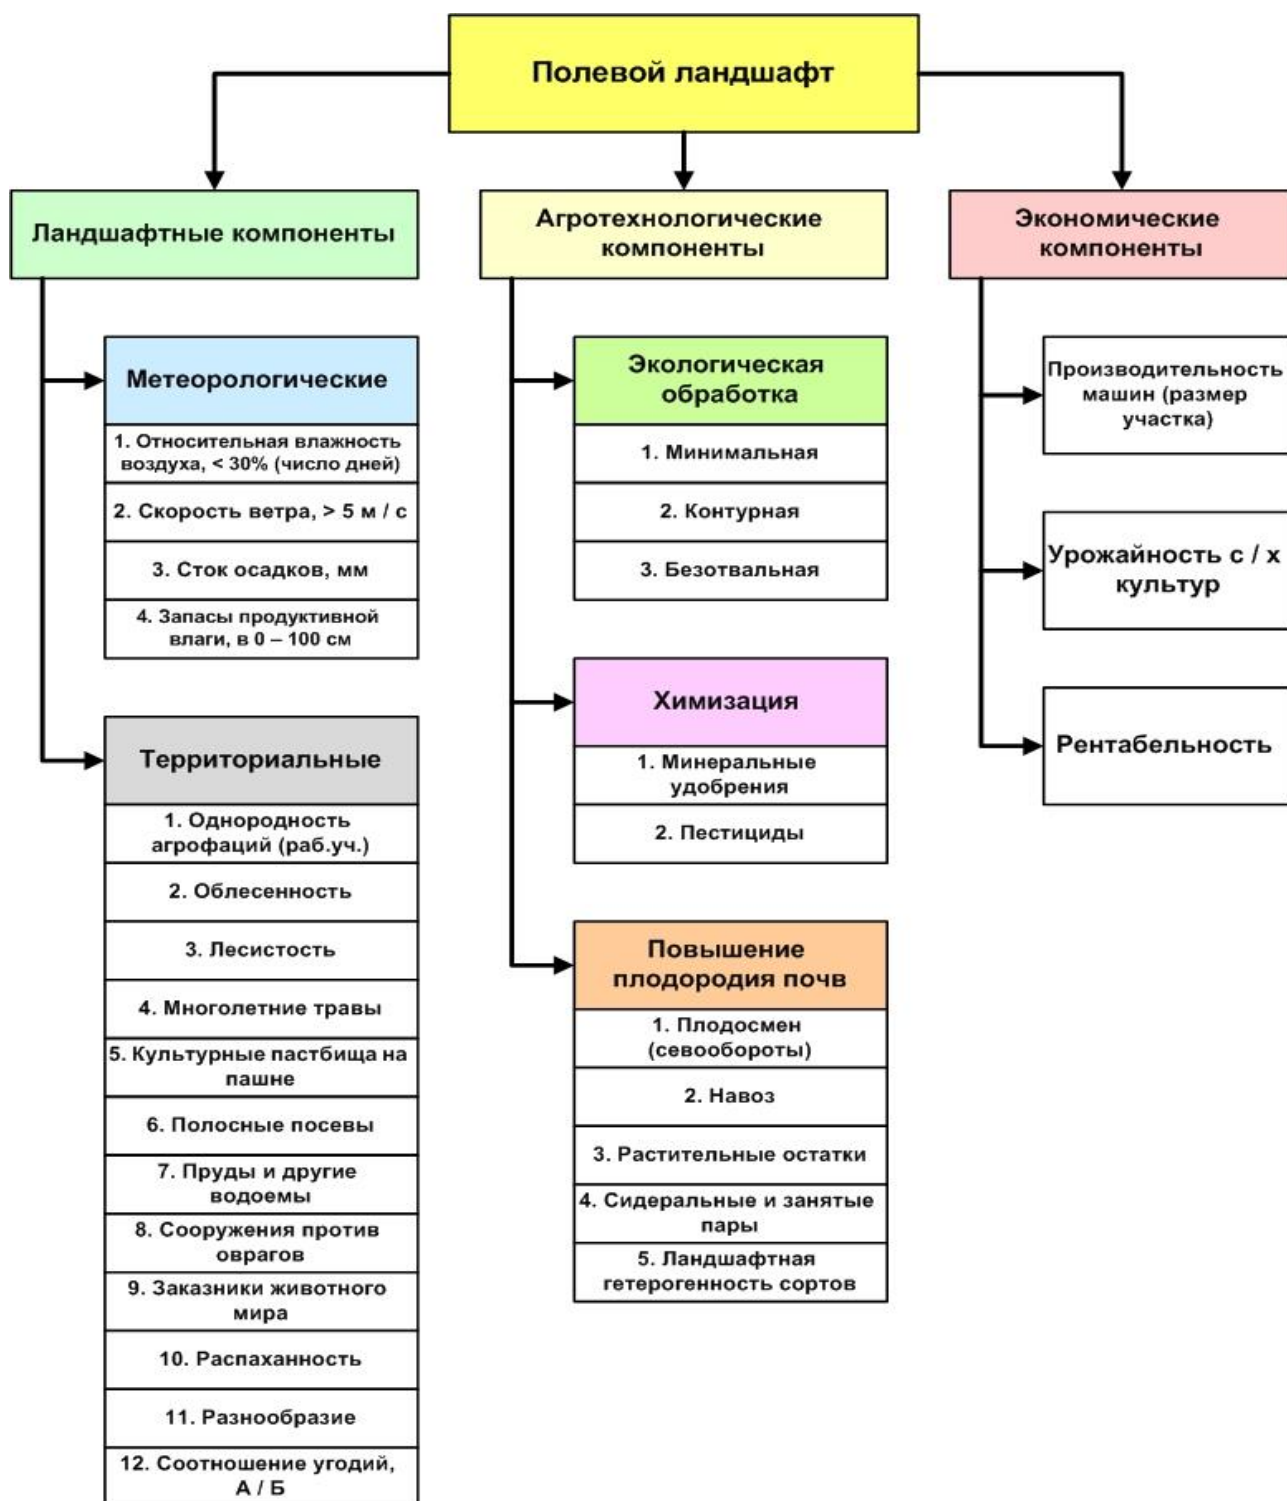 Полевой ландшафт
Ландшафтные компоненты
Метеорологические
1. Относительная влажность
воздуха, < 30% (число дней)
2. Скорость ветра, > 5 м / с
3. Сток осадков, мм
4. Запасы продуктивной
влаги, в 0 – 100 см
Территориальные
1. Однородность
агрофаций (раб.уч.)
2. Облесенность
3. Лесистость
4. Многолетние травы
5. Культурные пастбища на
пашне
6. Полосные посевы
7. Пруды и другие
водоемы
8. Сооружения против
оврагов
9. Заказники животного
мира
10. Распаханность
11. Разнообразие
12. Соотношение угодий,
А / Б
Агротехнологические
компоненты
Экологическая
обработка
1. Минимальная
2. Контурная
3. Безотвальная
Химизация
1. Минеральные
удобрения
2. Пестициды
Повышение
плодородия почв
1. Плодосмен
(севообороты)
2. Навоз
3. Растительные остатки
4. Сидеральные и занятые
пары
5. Ландшафтная
гетерогенность сортов
Экономические
компоненты
Производительность
машин (размер
участка)
Урожайность с / х
культур
Рентабельность